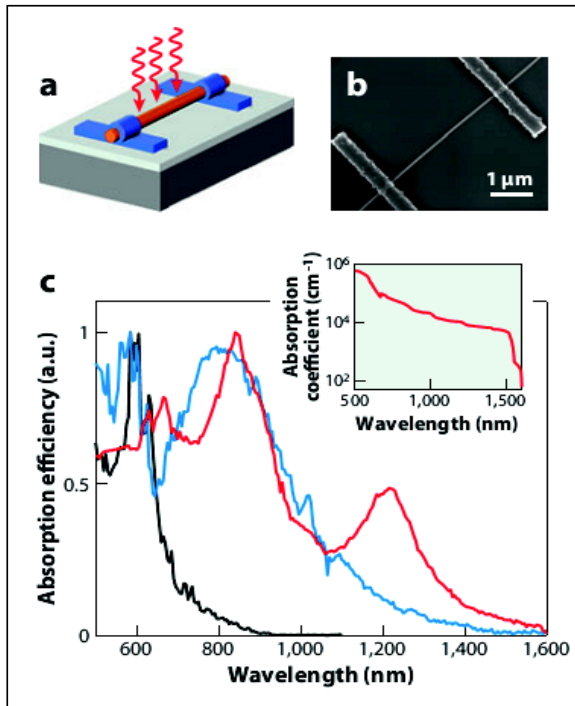 a
b
1 µm
c
Absorption efficiency (a.u.)
1
0.5
0
600
800
1,000
1,200
1,400
1,600
Wavelength (nm)
Absorption
coefficient (cm⁻¹)
10⁶
10⁴
10²
500
1,000
1,500
Wavelength (nm)